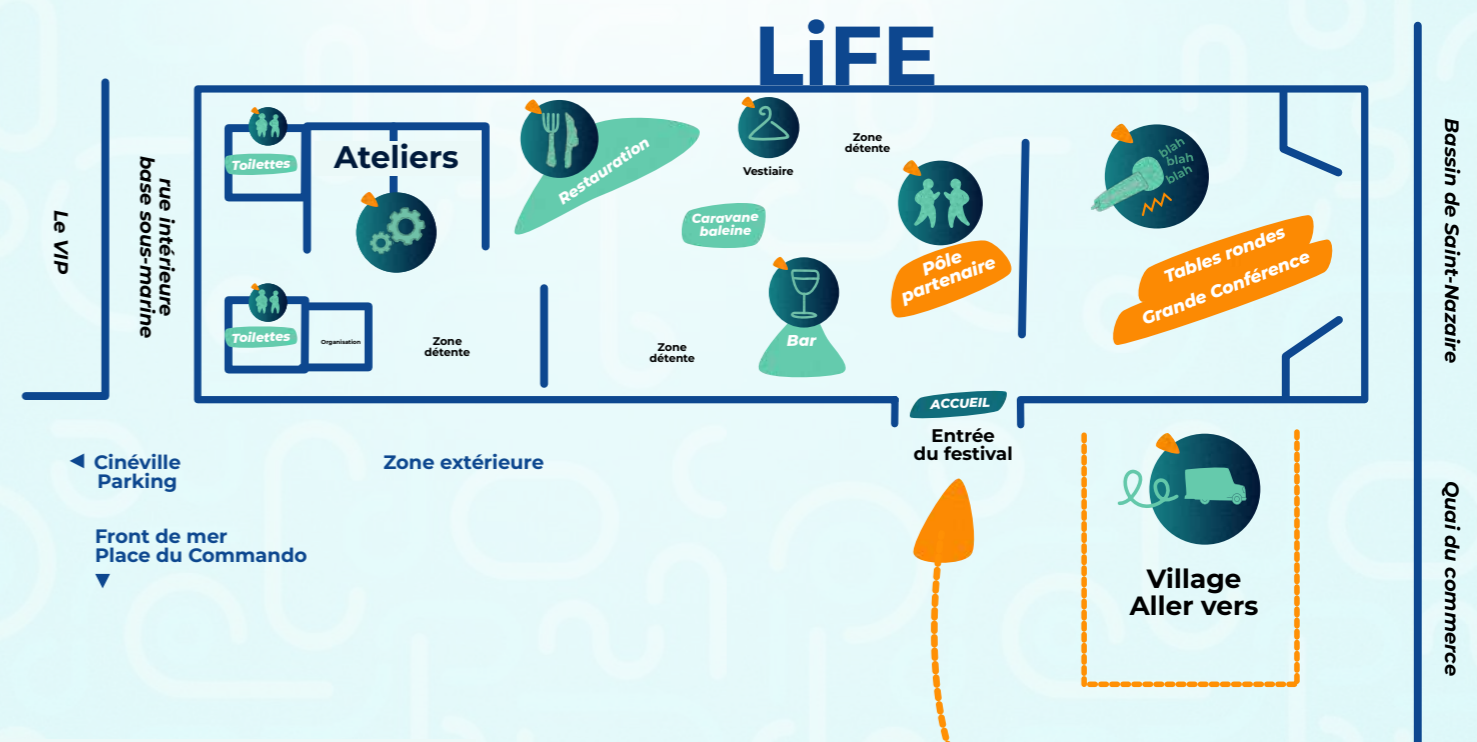 LiFE
Le VIP
rue intérieure
base sous-marine
Toilettes
Ateliers
Restauration
Vestiaire
Zone
détente
Caravane
baleine
Pôle
partenaire
blah
blah
blah
Tables rondes
Grande Conférence
Bassin de Saint-Nazaire
Toilettes
Organisation
Zone
détente
Zone
détente
Bar
ACCUEIL
Entrée
du festival
Cinéville
Parking
Zone extérieure
Front de mer
Place du Commando
Village
Aller vers
Quai du commerce